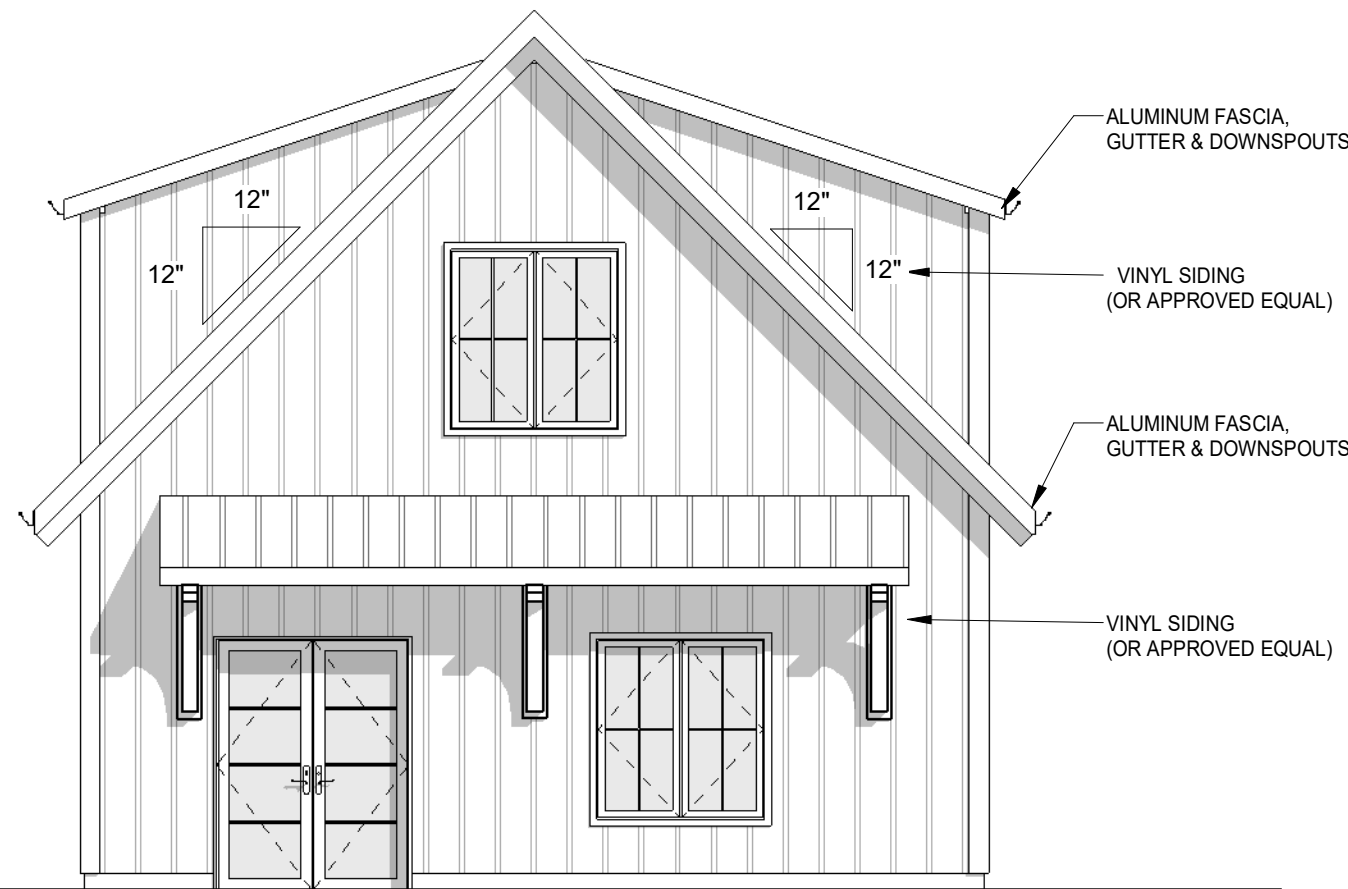 ALUMINUM FASCIA,
GUTTER & DOWNSPOUTS
12"
12"
12"
12"
VINYL SIDING
(OR APPROVED EQUAL)
ALUMINUM FASCIA,
GUTTER & DOWNSPOUTS
VINYL SIDING
(OR APPROVED EQUAL)